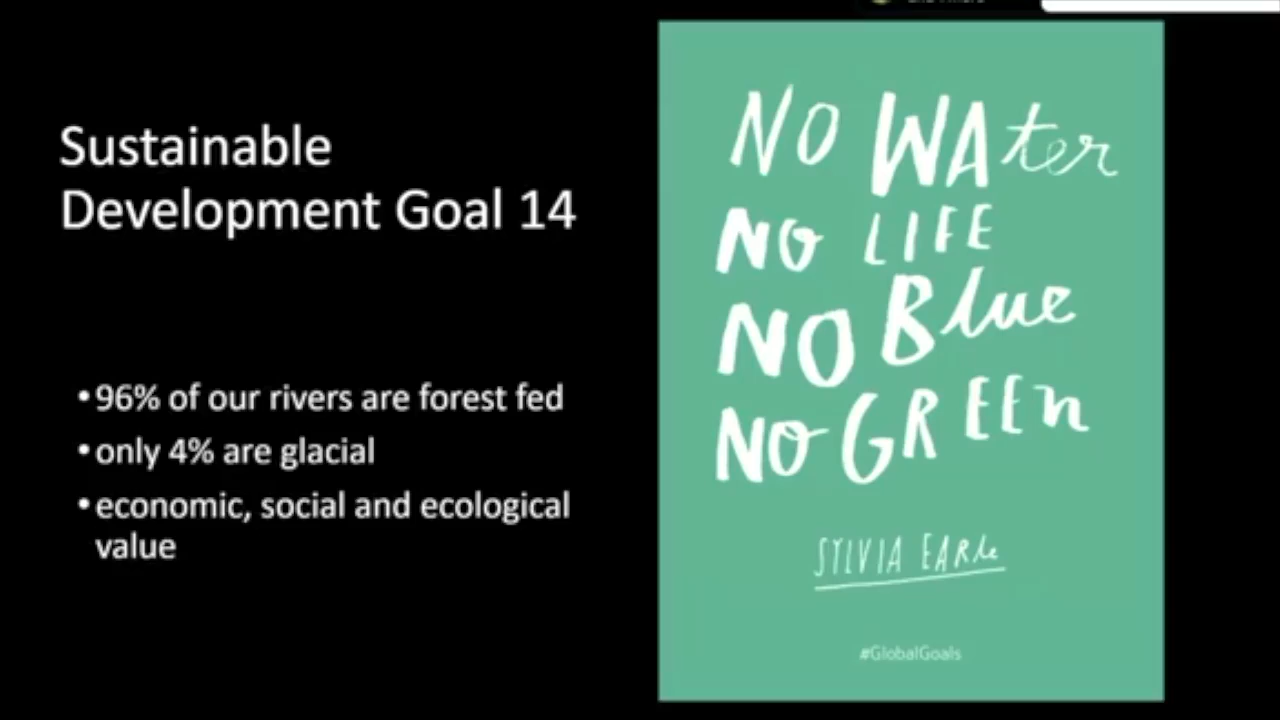 Sustainable
Development Goal 14
•96% of our rivers are forest fed
•only 4% are glacial
•economic, social and ecological
value
NO WAter
NO LIFE
NO Blue
NO GREEn
SYLVIA EARle
#GlobalGoals